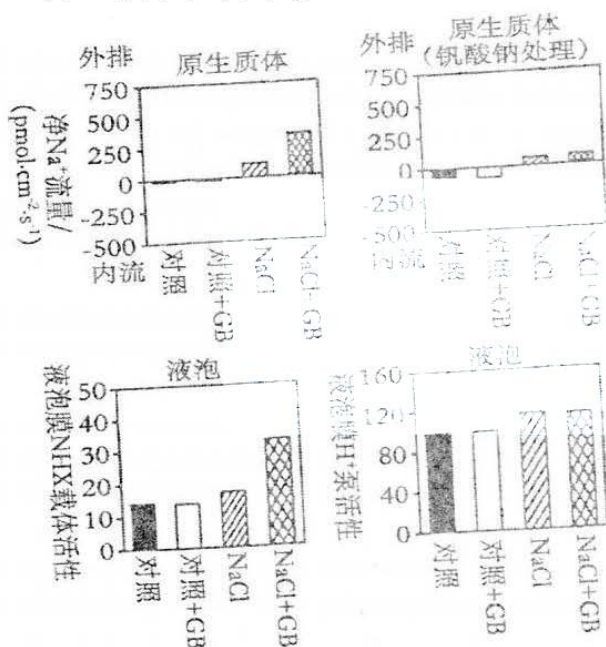 外排 原生质体
750
500
250
0
-250
-500
内流
净Na⁺流量/
(pmol·cm⁻²·s⁻¹)
对照
对照+GB
NaCl
NaCl+GB
外排 原生质体
(钒酸钠处理)
750
500
250
0
-250
-500
内流
对照
对照+GB
NaCl
NaCl+GB
液泡
50
40
30
20
10
0
液泡膜NHX载体活性
对照
对照+GB
NaCl
NaCl+GB
液泡
160
120
80
40
0
液泡膜H⁺泵活性
对照
对照+GB
NaCl
NaCl+GB